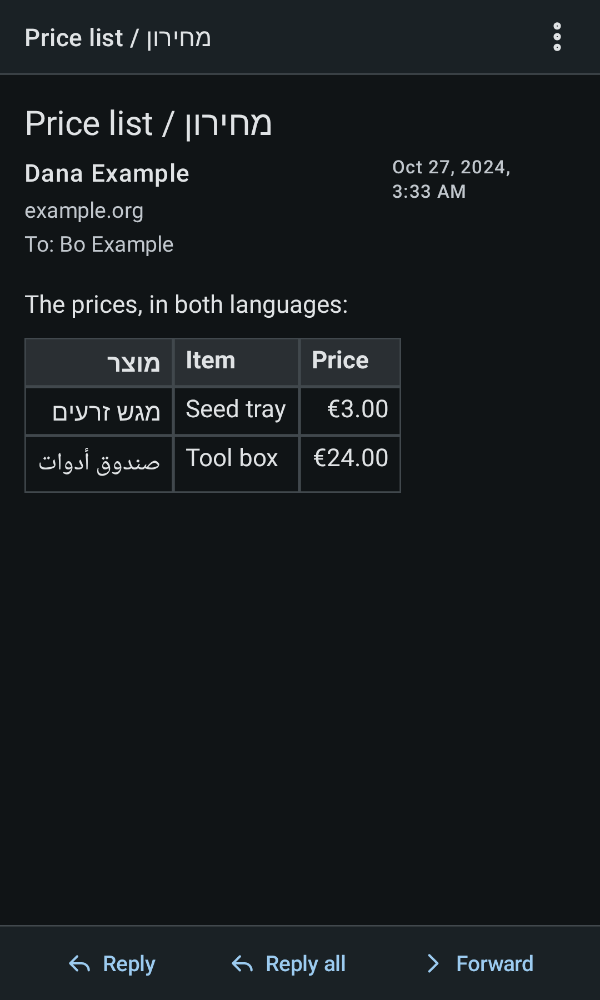 Price list / מחירון
Price list / מחירון
Dana Example
Oct 27, 2024, 3:33 AM
example.org
To: Bo Example
The prices, in both languages:
מוצר Item Price
מגש זרעים Seed tray €3.00
صندوق أدوات Tool box €24.00
Reply Reply all Forward